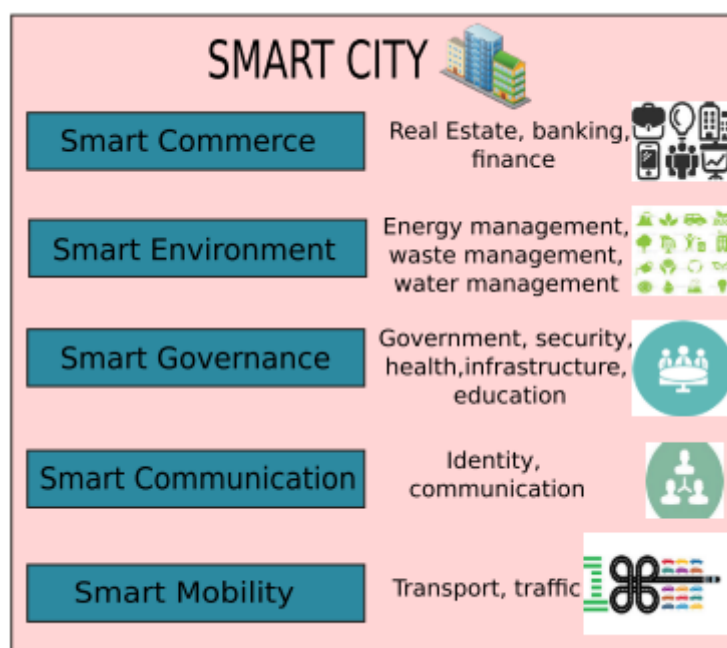 SMART CITY
Smart Commerce
Real Estate, banking,
finance
Smart Environment
Energy management,
waste management,
water management
Smart Governance
Government, security,
health,infrastructure,
education
Smart Communication
Identity,
communication
Smart Mobility
Transport, traffic